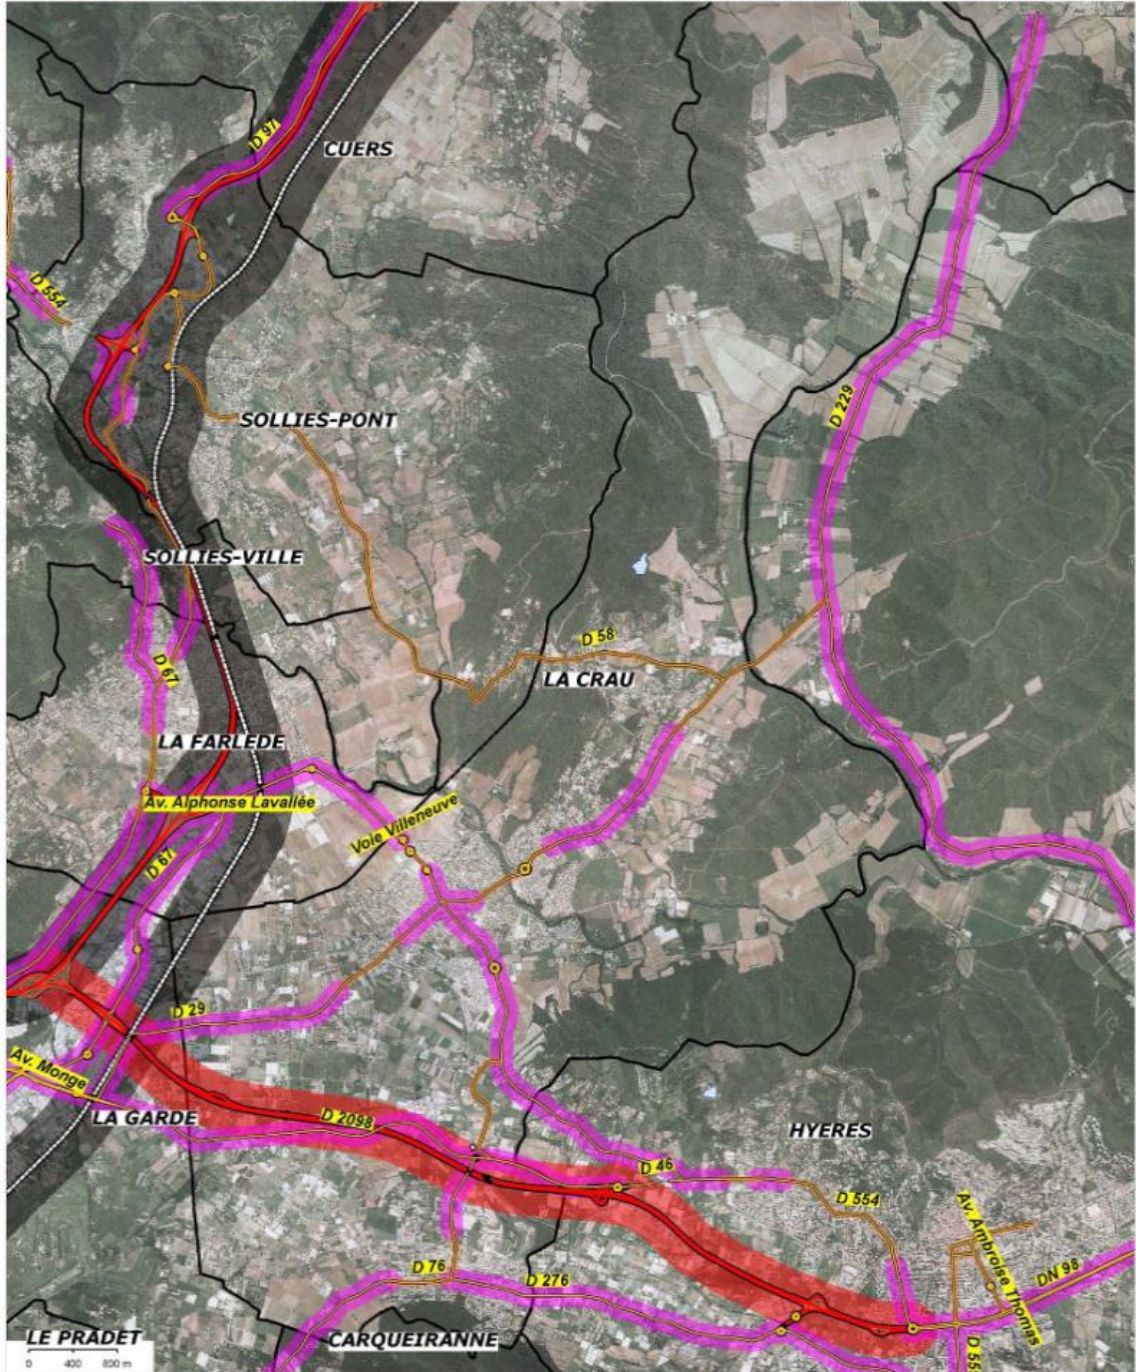 D 97
CUERS
D 554
D 229
SOLLIES-PONT
SOLLIES-VILLE
D 58
D 67
LA CRAU
LA FARLEDE
Av. Alphonse Lavallée
Voie Villeneuve
D 67
D 29
Av. Monge
LA GARDE
D 2098
HYERES
D 46
D 554
Av. Ambroise Thomas
D 76
D 276
DN 98
LE PRADET
CARQUEIRANNE
D 55
0 400 800 m